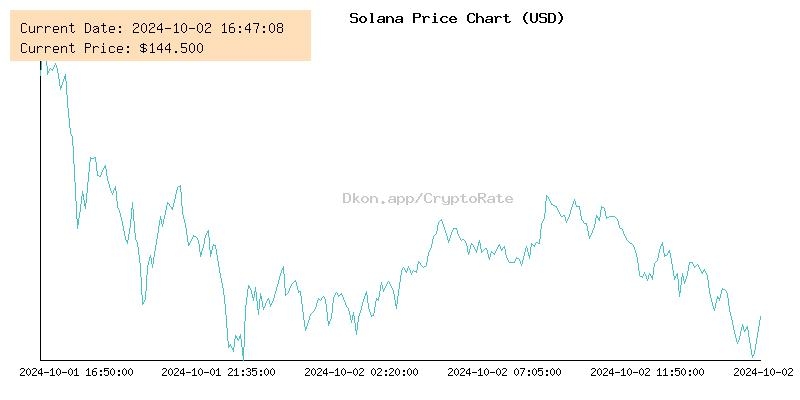 Solana Price Chart (USD)
Current Date: 2024-10-02 16:47:08
Current Price: $144.500
Dkon.app/CryptoRate
2024-10-01 16:50:00 2024-10-01 21:35:00 2024-10-02 02:20:00 2024-10-02 07:05:00 2024-10-02 11:50:00 2024-10-02